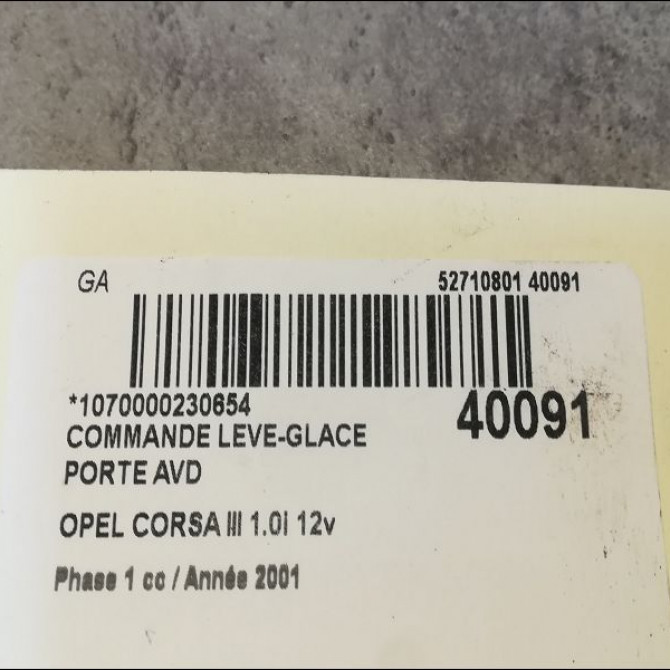 GA 52710801 40091
*1070000230654 40091
COMMANDE LEVE-GLACE
PORTE AVD
OPEL CORSA III 1.0i 12v
Phase 1 cc / Année 2001